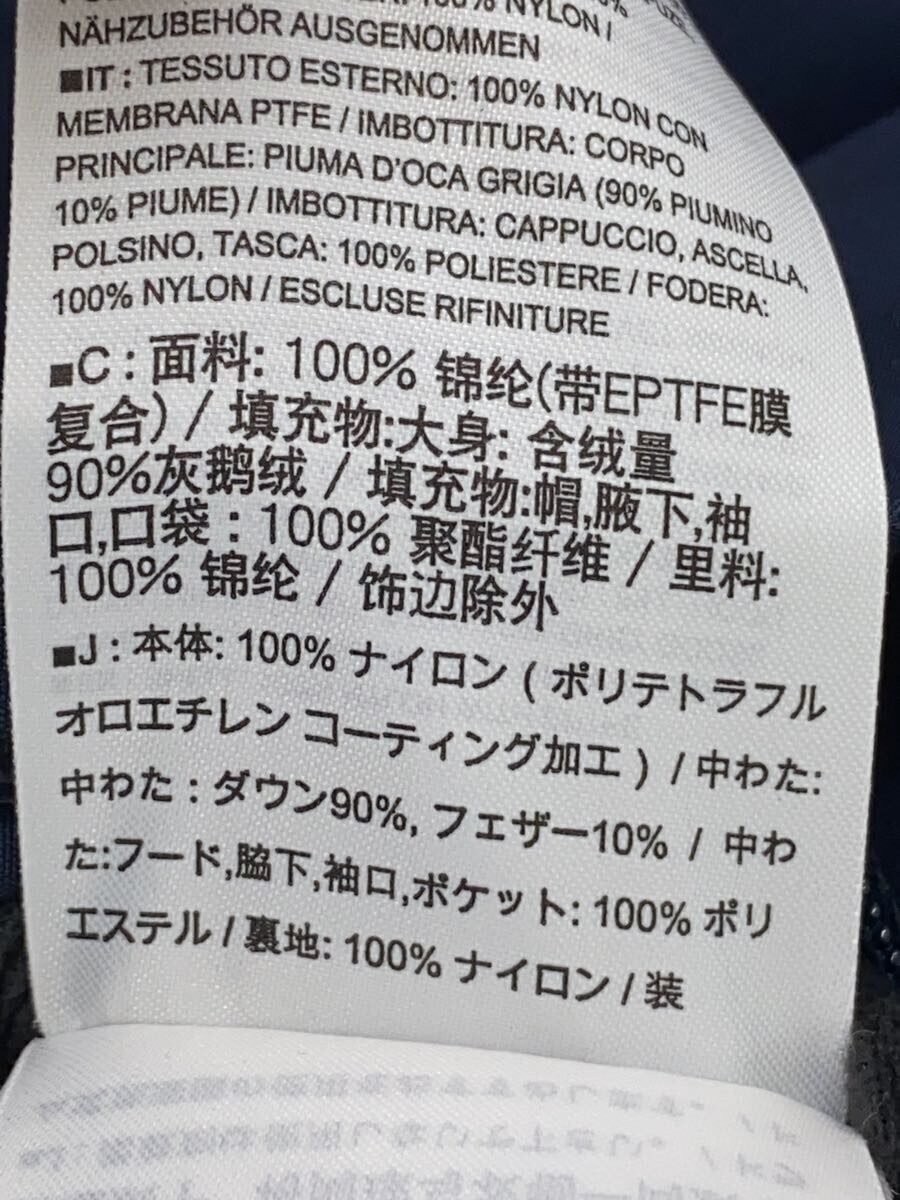 100% NYLON /
NÄHZUBEHÖR AUSGENOMMEN
■IT : TESSUTO ESTERNO: 100% NYLON CON
MEMBRANA PTFE / IMBOTTITURA: CORPO
PRINCIPALE: PIUMA D'OCA GRIGIA (90% PIUMINO
10% PIUME) / IMBOTTITURA: CAPPUCCIO, ASCELLA,
POLSINO, TASCA: 100% POLIESTERE / FODERA:
100% NYLON / ESCLUSE RIFINITURE
■C : 面料: 100% 锦纶(带EPTFE膜
复合) / 填充物:大身: 含绒量
90%灰鹅绒 / 填充物:帽,腋下,袖
口,口袋 : 100% 聚酯纤维 / 里料:
100% 锦纶 / 饰边除外
■J : 本体: 100% ナイロン ( ポリテトラフル
オロエチレン コーティング加工 ) / 中わた:
中わた : ダウン90%, フェザー10% / 中わ
た:フード,脇下,袖口,ポケット: 100% ポリ
エステル / 裏地: 100% ナイロン / 装